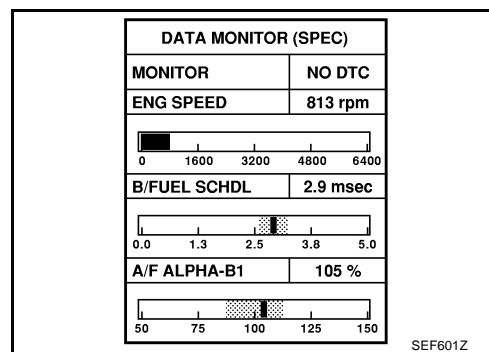 DATA MONITOR (SPEC)
MONITOR NO DTC
ENG SPEED 813 rpm
0 1600 3200 4800 6400
B/FUEL SCHDL 2.9 msec
0.0 1.3 2.5 3.8 5.0
A/F ALPHA-B1 105 %
50 75 100 125 150
SEF601Z